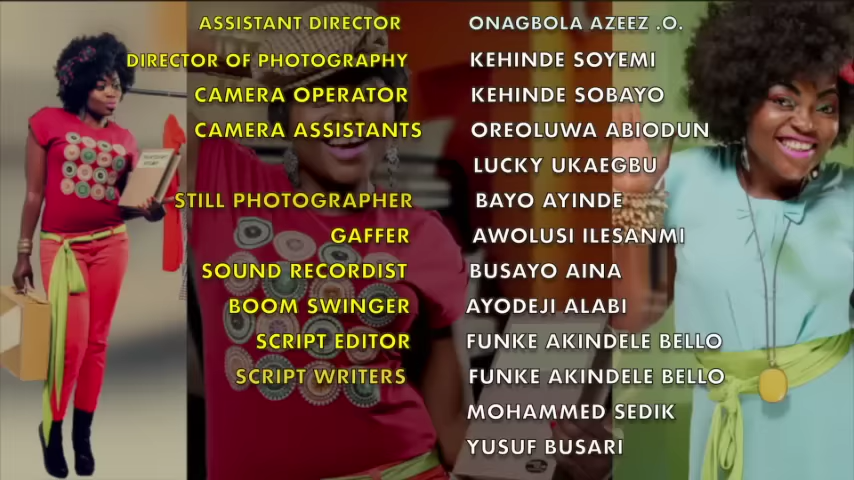 ASSISTANT DIRECTOR ONAGBOLA AZEEZ .O.
DIRECTOR OF PHOTOGRAPHY KEHINDE SOYEMI
CAMERA OPERATOR KEHINDE SOBAYO
CAMERA ASSISTANTS OREOLUWA ABIODUN
LUCKY UKAEGBU
STILL PHOTOGRAPHER BAYO AYINDE
GAFFER AWOLUSI ILESANMI
SOUND RECORDIST BUSAYO AINA
BOOM SWINGER AYODEJI ALABI
SCRIPT EDITOR FUNKE AKINDELE BELLO
SCRIPT WRITERS FUNKE AKINDELE BELLO
MOHAMMED SEDIK
YUSUF BUSARI